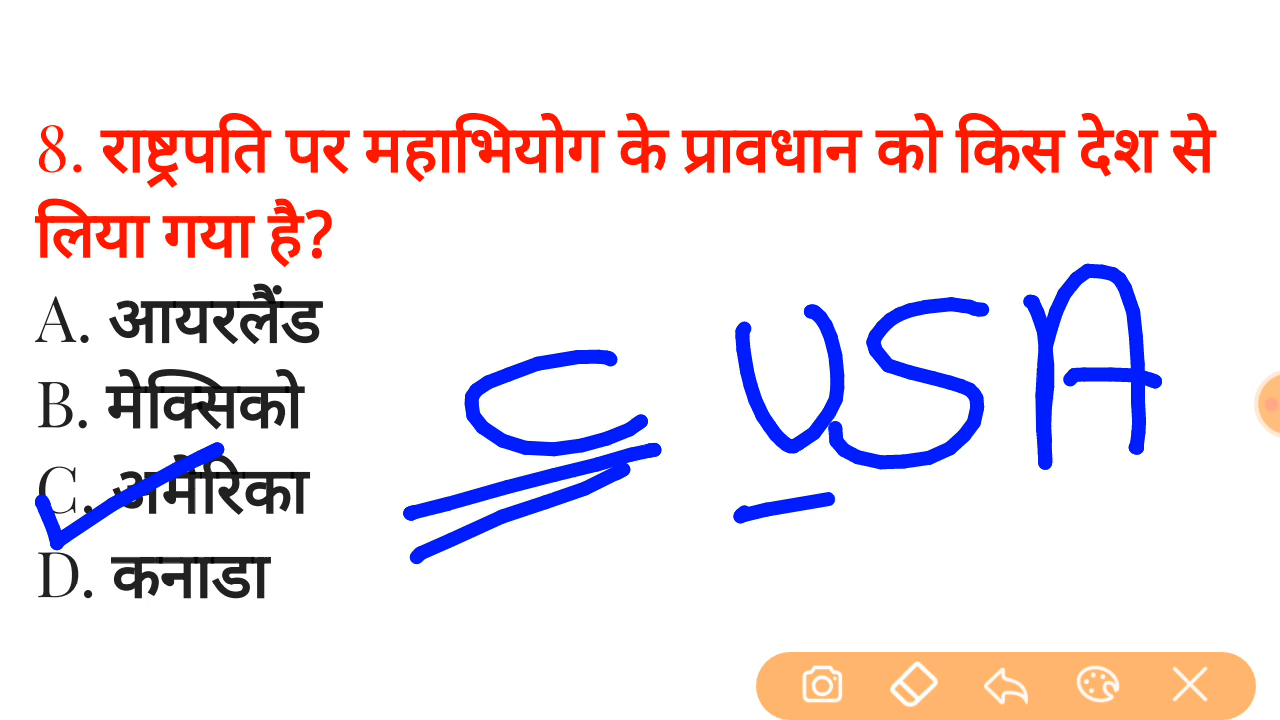 8. राष्ट्रपति पर महाभियोग के प्रावधान को किस देश से
लिया गया है?
A. आयरलैंड
B. मेक्सिको
C. अमेरिका
D. कनाडा
C USA